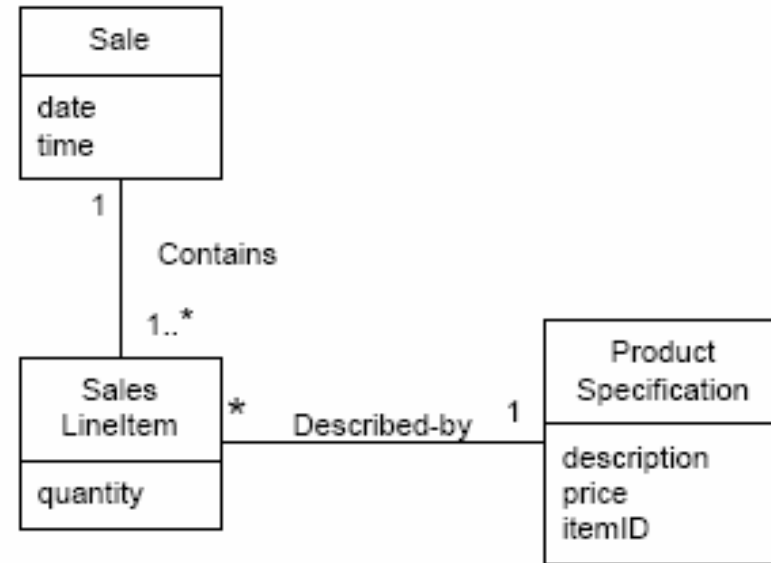 Sale
date
time
1
Contains
1..*
Sales
LineItem
quantity
*
Described-by
1
Product
Specification
description
price
itemID